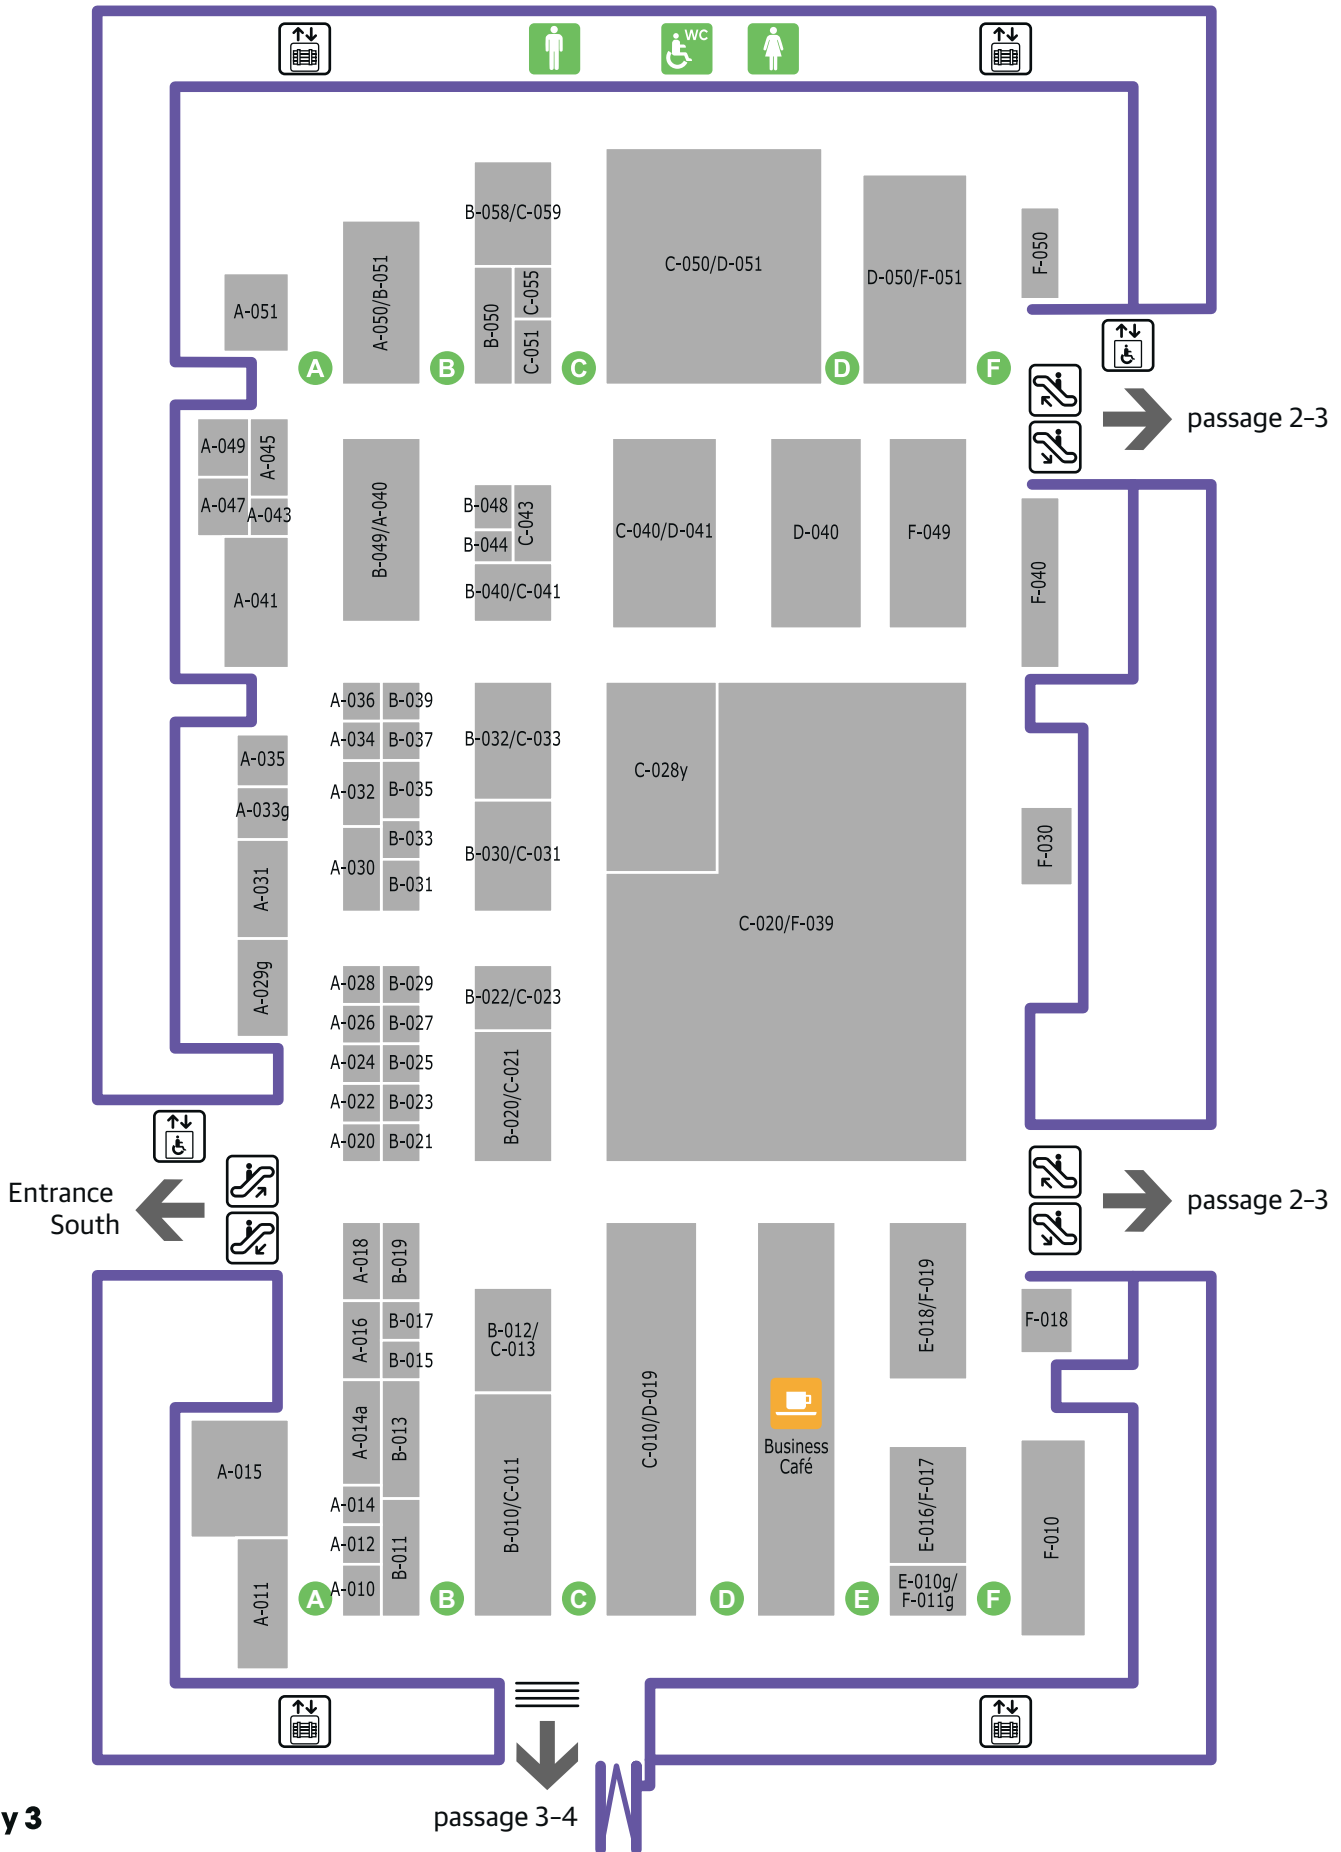 WC
B-058/C-059
C-050/D-051
F-050
D-050/F-051
A-050/B-051
C-055
B-050
A-051
C-051
A
B
C
D
F
passage 2-3
A-049
A-045
A-047
A-043
B-049/A-040
B-048
C-043
B-044
C-040/D-041
D-040
F-049
F-040
B-040/C-041
A-041
A-036
B-039
A-034
B-037
B-032/C-033
A-035
C-028y
A-032
B-035
A-033g
B-033
B-030/C-031
F-030
A-030
B-031
A-031
C-020/F-039
A-029g
A-028
B-029
B-022/C-023
A-026
B-027
A-024
B-025
B-020/C-021
A-022
B-023
A-020
B-021
Entrance
South
passage 2-3
A-018
B-019
E-018/F-019
A-016
B-017
B-012/
C-013
F-018
B-015
C-010/D-019
A-014a
B-013
Business
Café
A-015
B-010/C-011
E-016/F-017
A-014
A-012
B-011
F-010
A-010
E-010g/
F-011g
A-011
A
B
C
D
E
F
passage 3-4
y 3